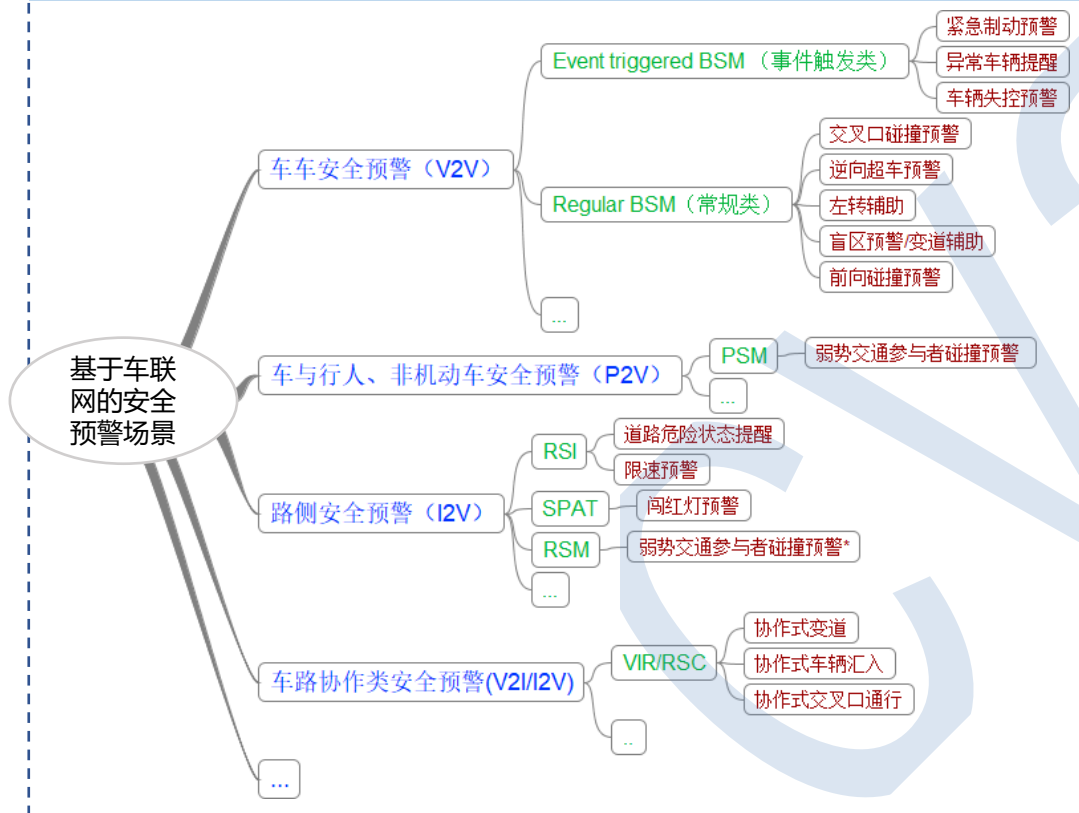 基于车联
网的安全
预警场景
车车安全预警（V2V）
Event triggered BSM （事件触发类）
紧急制动预警
异常车辆提醒
车辆失控预警
Regular BSM（常规类）
交叉口碰撞预警
逆向超车预警
左转辅助
盲区预警/变道辅助
前向碰撞预警
...
车与行人、非机动车安全预警（P2V）
PSM
弱势交通参与者碰撞预警
...
路侧安全预警（I2V）
RSI
道路危险状态提醒
限速预警
SPAT
闯红灯预警
RSM
弱势交通参与者碰撞预警*
...
车路协作类安全预警(V2I/I2V)
VIR/RSC
协作式变道
协作式车辆汇入
协作式交叉口通行
..
...